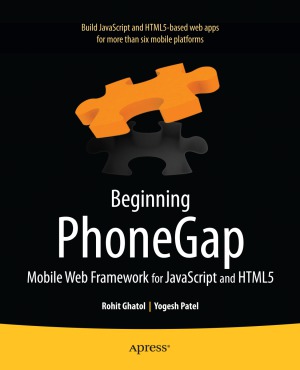 Build JavaScript and HTML5-based web apps
for more than six mobile platforms
Beginning
PhoneGap
Mobile Web Framework for JavaScript and HTML5
Rohit Ghatol | Yogesh Patel
Apress®